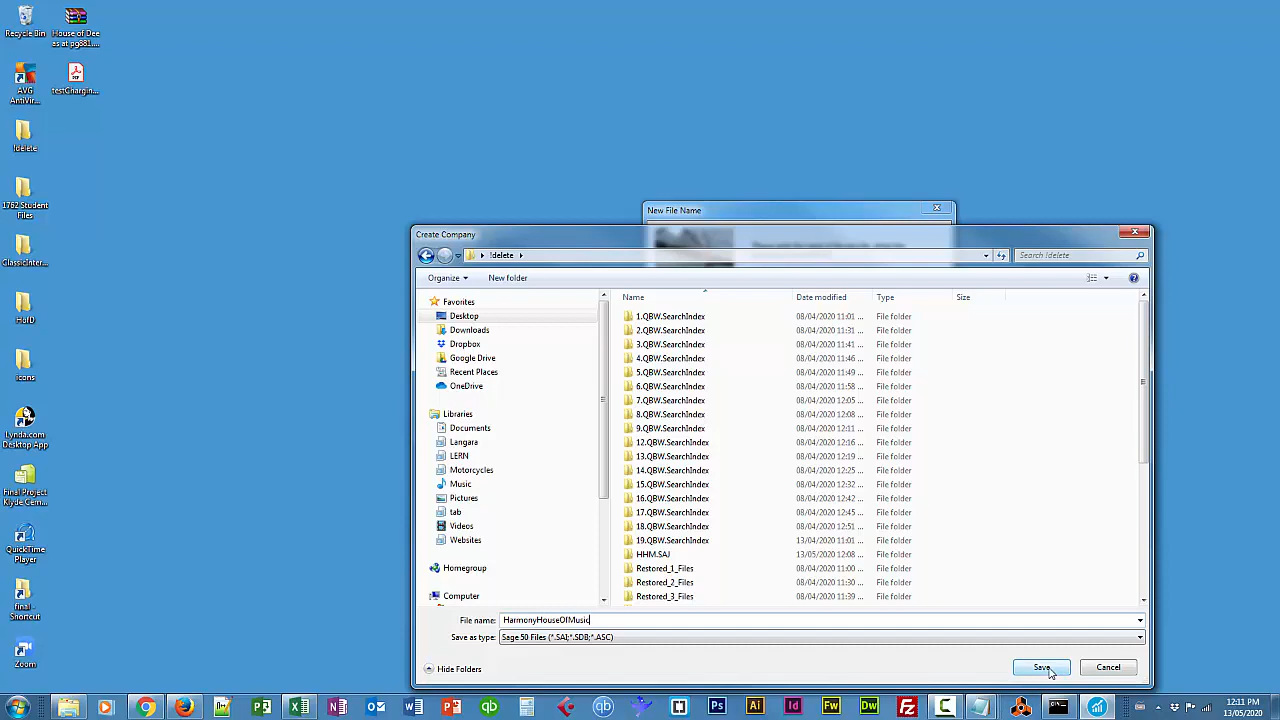 Recycle Bin
House of Dee
as at pg881....
AVG
AntiVir...
testChargin...
!delete
1762 Student
Files
ClassicInter...
HofD
icons
Lynda.com
Desktop App
Final Project
Klyde Cem...
QuickTime
Player
final -
Shortcut
Zoom
New File Name
Create Company
!delete
Search !delete
Organize
New folder
Favorites
Desktop
Downloads
Dropbox
Google Drive
Recent Places
OneDrive
Libraries
Documents
Langara
LERN
Motorcycles
Music
Pictures
tab
Videos
Websites
Homegroup
Computer
Name Date modified Type Size
1.QBW.SearchIndex 08/04/2020 11:01 ... File folder
2.QBW.SearchIndex 08/04/2020 11:31 ... File folder
3.QBW.SearchIndex 08/04/2020 11:41 ... File folder
4.QBW.SearchIndex 08/04/2020 11:46 ... File folder
5.QBW.SearchIndex 08/04/2020 11:49 ... File folder
6.QBW.SearchIndex 08/04/2020 11:58 ... File folder
7.QBW.SearchIndex 08/04/2020 12:05 ... File folder
8.QBW.SearchIndex 08/04/2020 12:08 ... File folder
9.QBW.SearchIndex 08/04/2020 12:11 ... File folder
12.QBW.SearchIndex 08/04/2020 12:16 ... File folder
13.QBW.SearchIndex 08/04/2020 12:19 ... File folder
14.QBW.SearchIndex 08/04/2020 12:25 ... File folder
15.QBW.SearchIndex 08/04/2020 12:32 ... File folder
16.QBW.SearchIndex 08/04/2020 12:42 ... File folder
17.QBW.SearchIndex 08/04/2020 12:45 ... File folder
18.QBW.SearchIndex 08/04/2020 12:51 ... File folder
19.QBW.SearchIndex 13/04/2020 11:01 ... File folder
HHM.SAJ 13/05/2020 12:08 ... File folder
Restored_1_Files 08/04/2020 11:00 ... File folder
Restored_2_Files 08/04/2020 11:30 ... File folder
Restored_3_Files 08/04/2020 11:39 ... File folder
File name: HarmonyHouseOfMusic
Save as type: Sage 50 Files (*.SAI;*.SDB;*.ASC)
Hide Folders
Save
Cancel
12:11 PM
13/05/2020